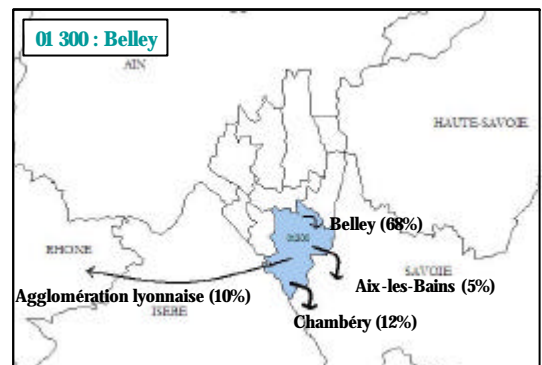 01 300 : Belley
AIN
HAUTE-SAVOIE
Belley (68%)
01300
RHONE
SAVOIE
Aix-les-Bains (5%)
Agglomération lyonnaise (10%)
ISERE
Chambéry (12%)